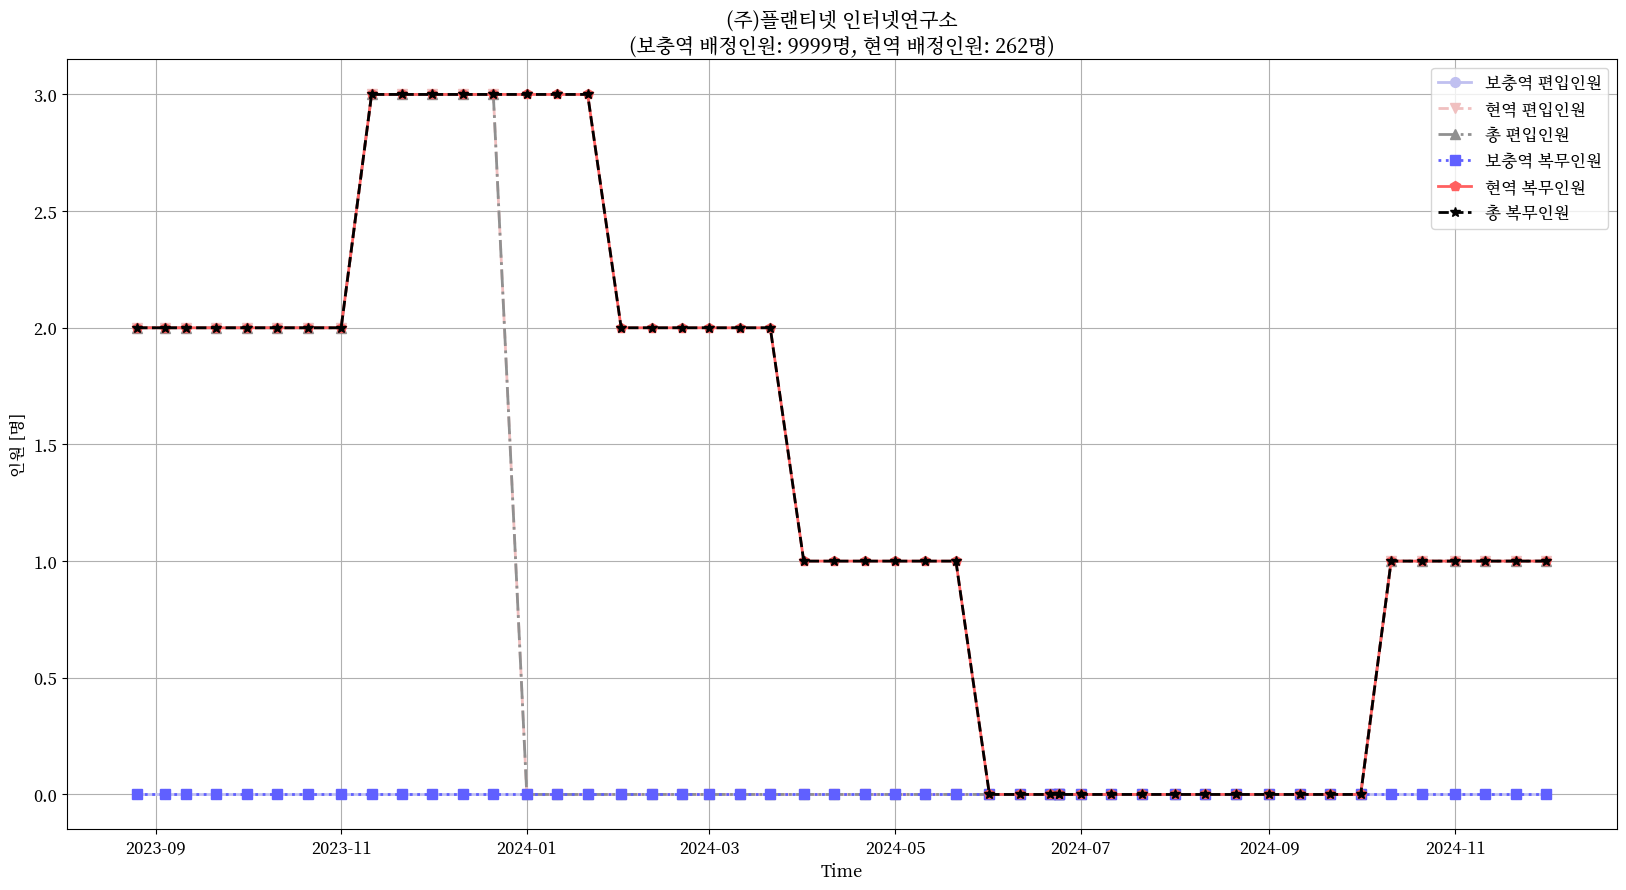 (주)플랜티넷 인터넷연구소
(보충역 배정인원: 9999명, 현역 배정인원: 262명)
보충역 편입인원
현역 편입인원
총 편입인원
보충역 복무인원
현역 복무인원
총 복무인원
3.0
2.5
2.0
1.5
1.0
0.5
0.0
인원 [명]
2023-09 2023-11 2024-01 2024-03 2024-05 2024-07 2024-09 2024-11
Time